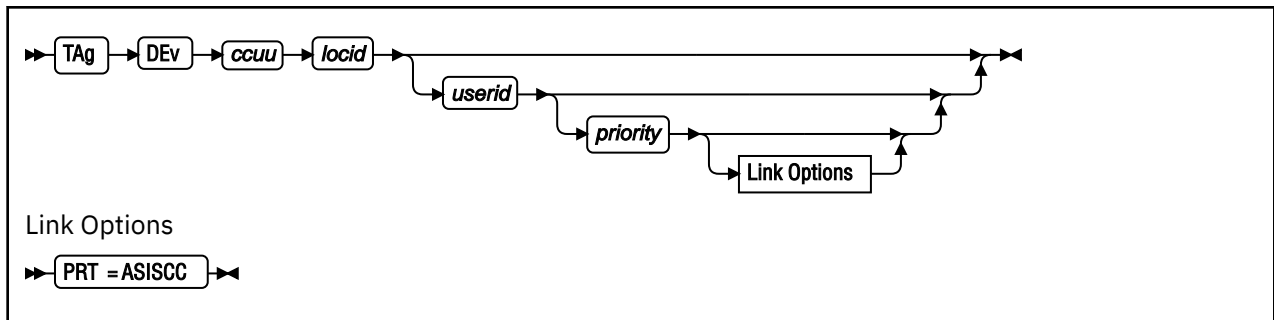 TAg DEv ccuu locid
userid
priority
Link Options
Link Options
PRT = ASISCC